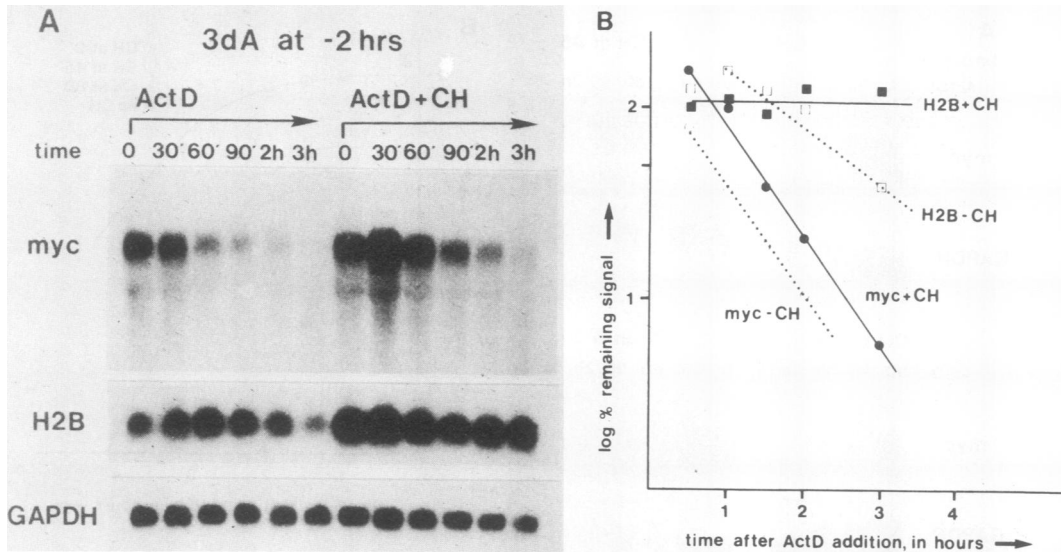 A
3dA at -2 hrs
ActD
ActD+CH
time 0 30´ 60´ 90´ 2h 3h 0 30´ 60´ 90´ 2h 3h
myc
H2B
GAPDH
B
2
1
log % remaining signal →
H2B+CH
H2B-CH
myc+CH
myc-CH
1 2 3 4
time after ActD addition, in hours →